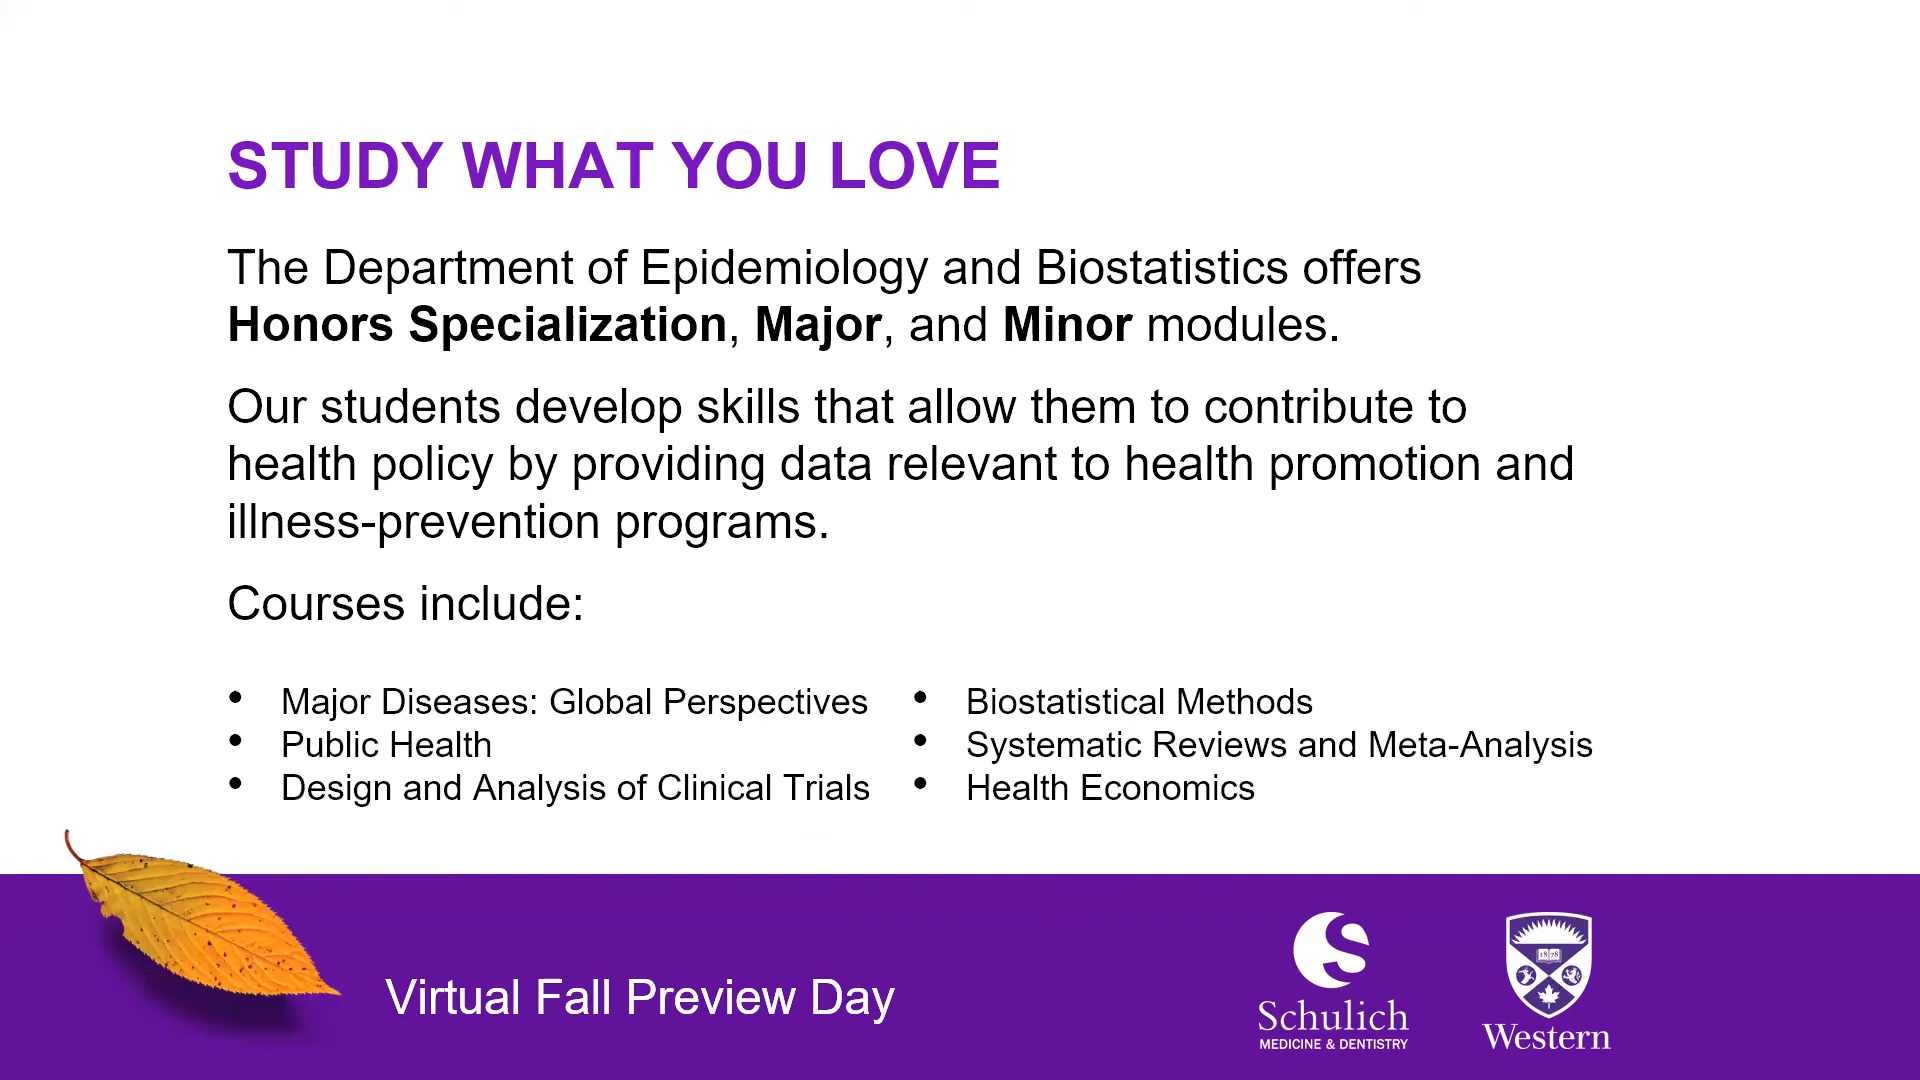 STUDY WHAT YOU LOVE
The Department of Epidemiology and Biostatistics offers
Honors Specialization, Major, and Minor modules.
Our students develop skills that allow them to contribute to
health policy by providing data relevant to health promotion and
illness-prevention programs.
Courses include:
• Major Diseases: Global Perspectives
• Public Health
• Design and Analysis of Clinical Trials
• Biostatistical Methods
• Systematic Reviews and Meta-Analysis
• Health Economics
Virtual Fall Preview Day
S
Schulich
MEDICINE & DENTISTRY
1878
Western